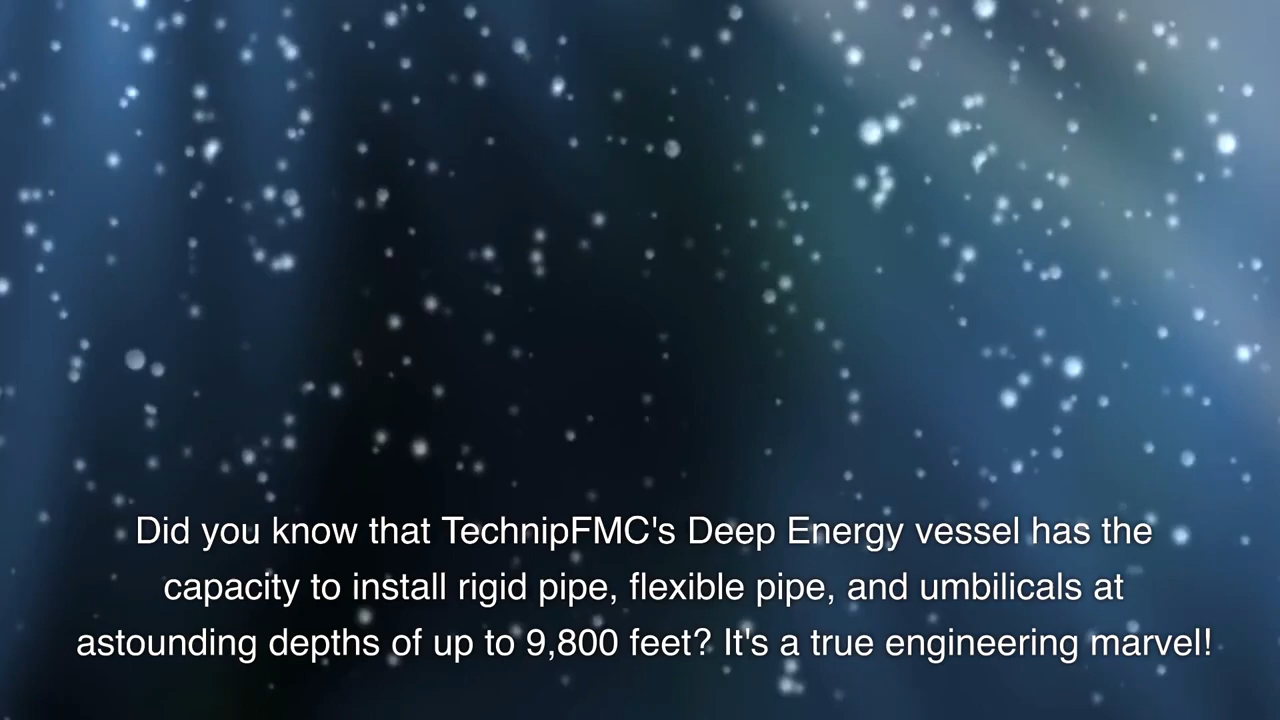 Did you know that TechnipFMC's Deep Energy vessel has the
capacity to install rigid pipe, flexible pipe, and umbilicals at
astounding depths of up to 9,800 feet? It's a true engineering marvel!